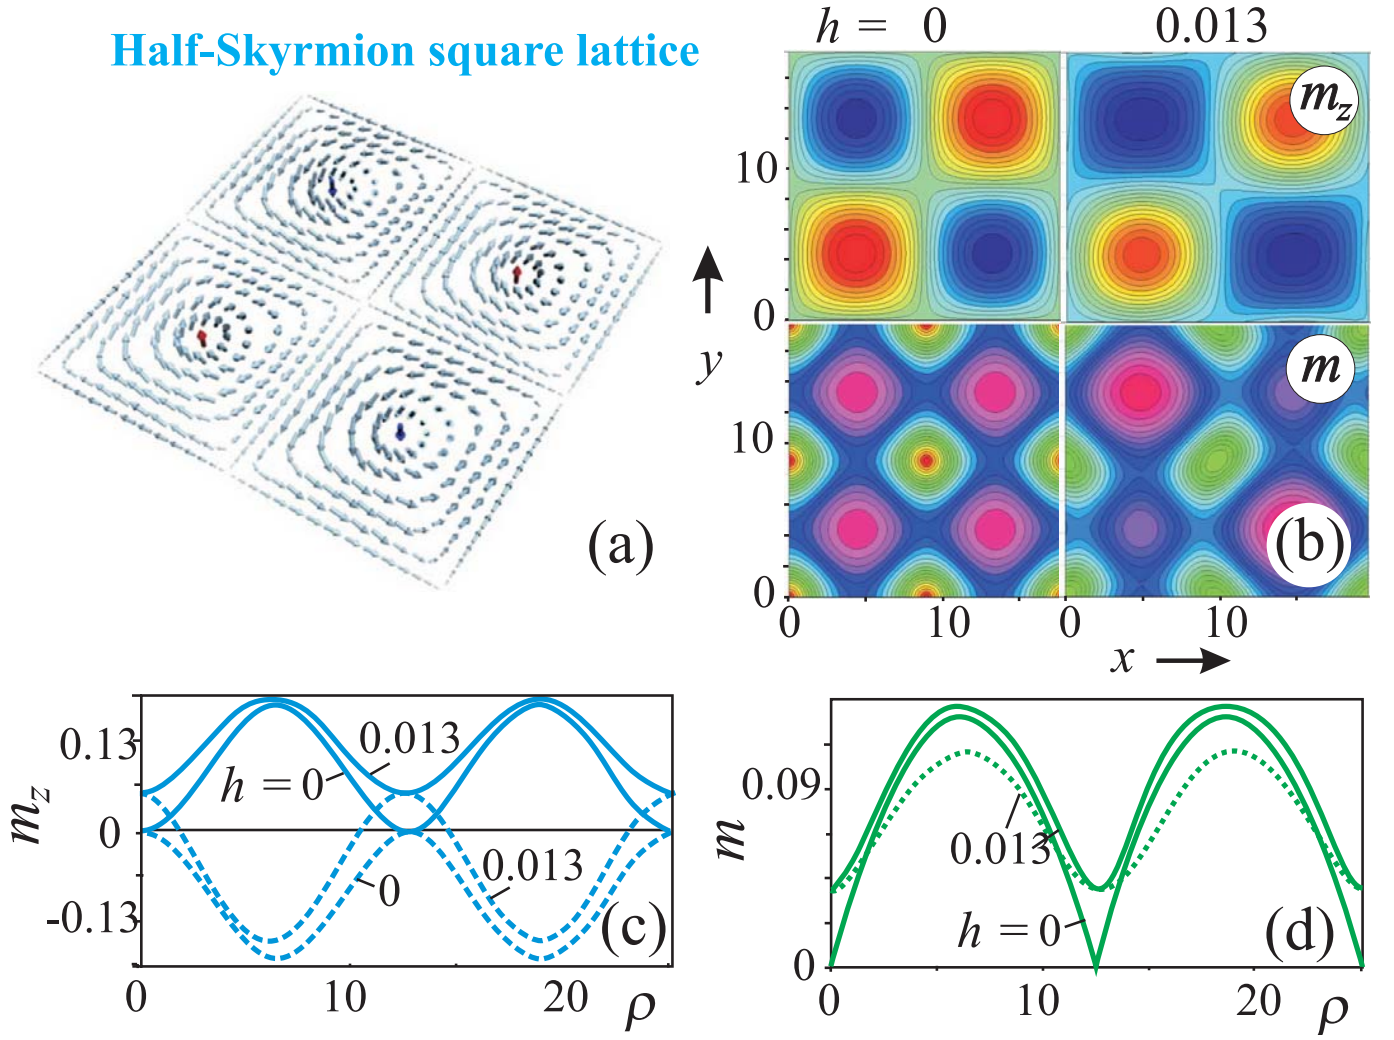 Half-Skyrmion square lattice
(a)
h = 0 0.013
m_z
10
0
y
m
10
0
(b)
0 10 0 10
x
0.13
0.013
h = 0
m_z
0
0.013
0
-0.13
(c)
0 10 20 ρ
0.09
m
0.013
h = 0
(d)
0
0 10 20 ρ